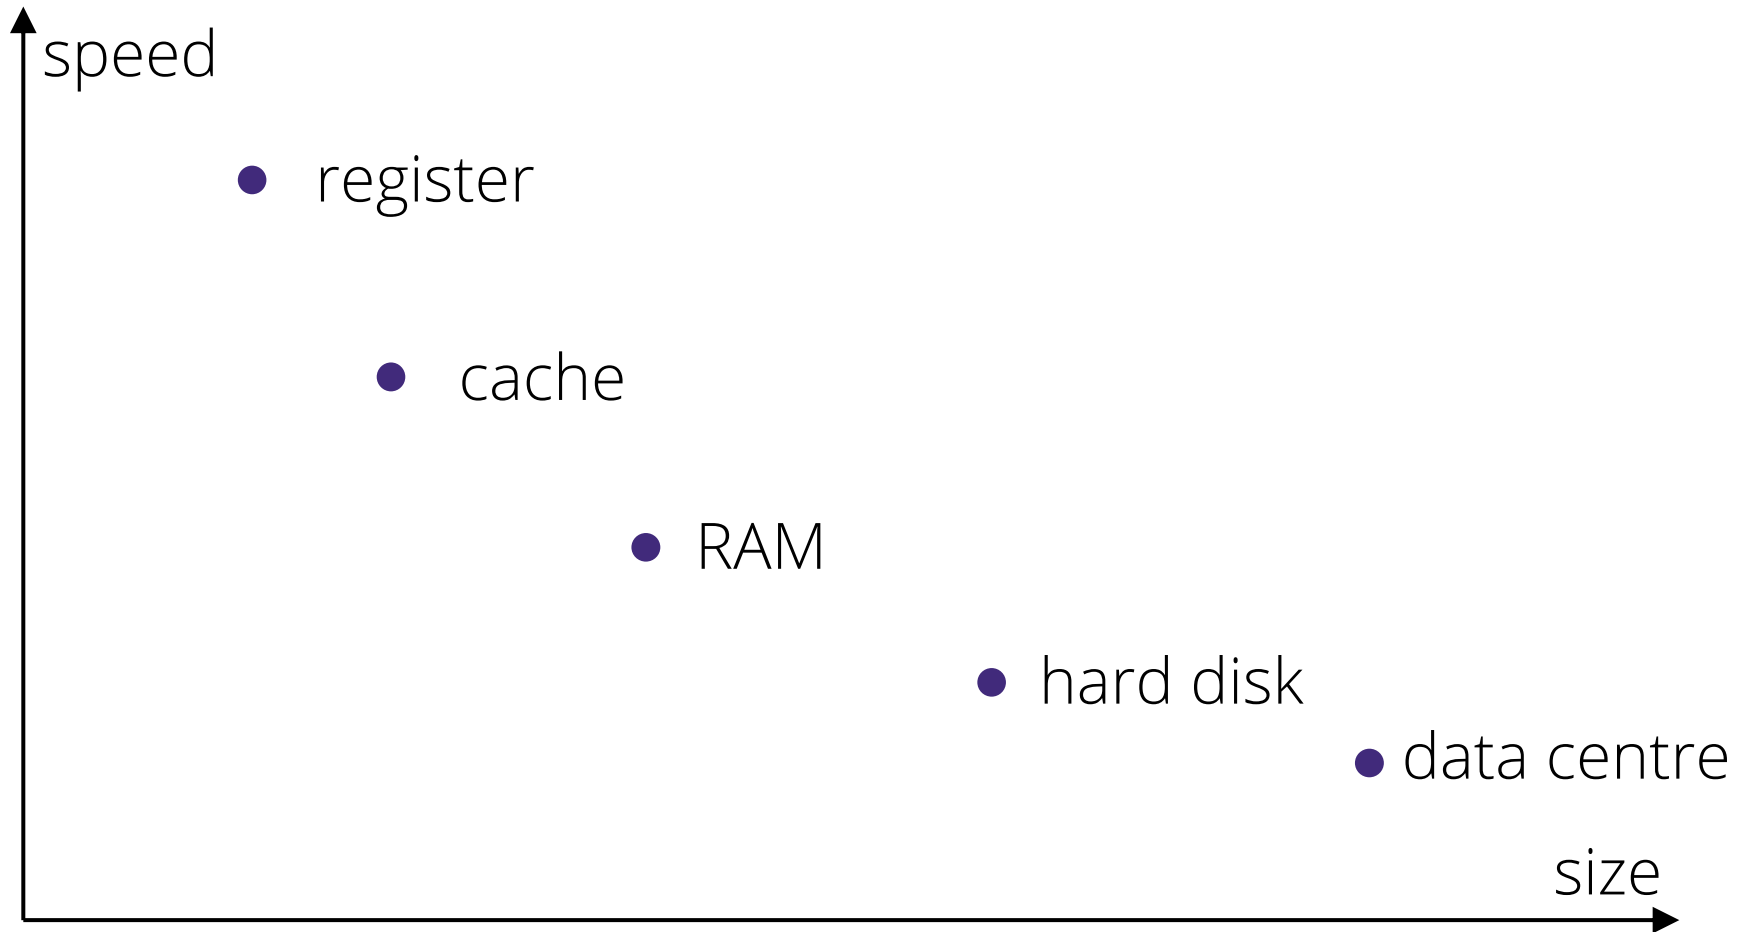 speed
register
cache
RAM
hard disk
data centre
size